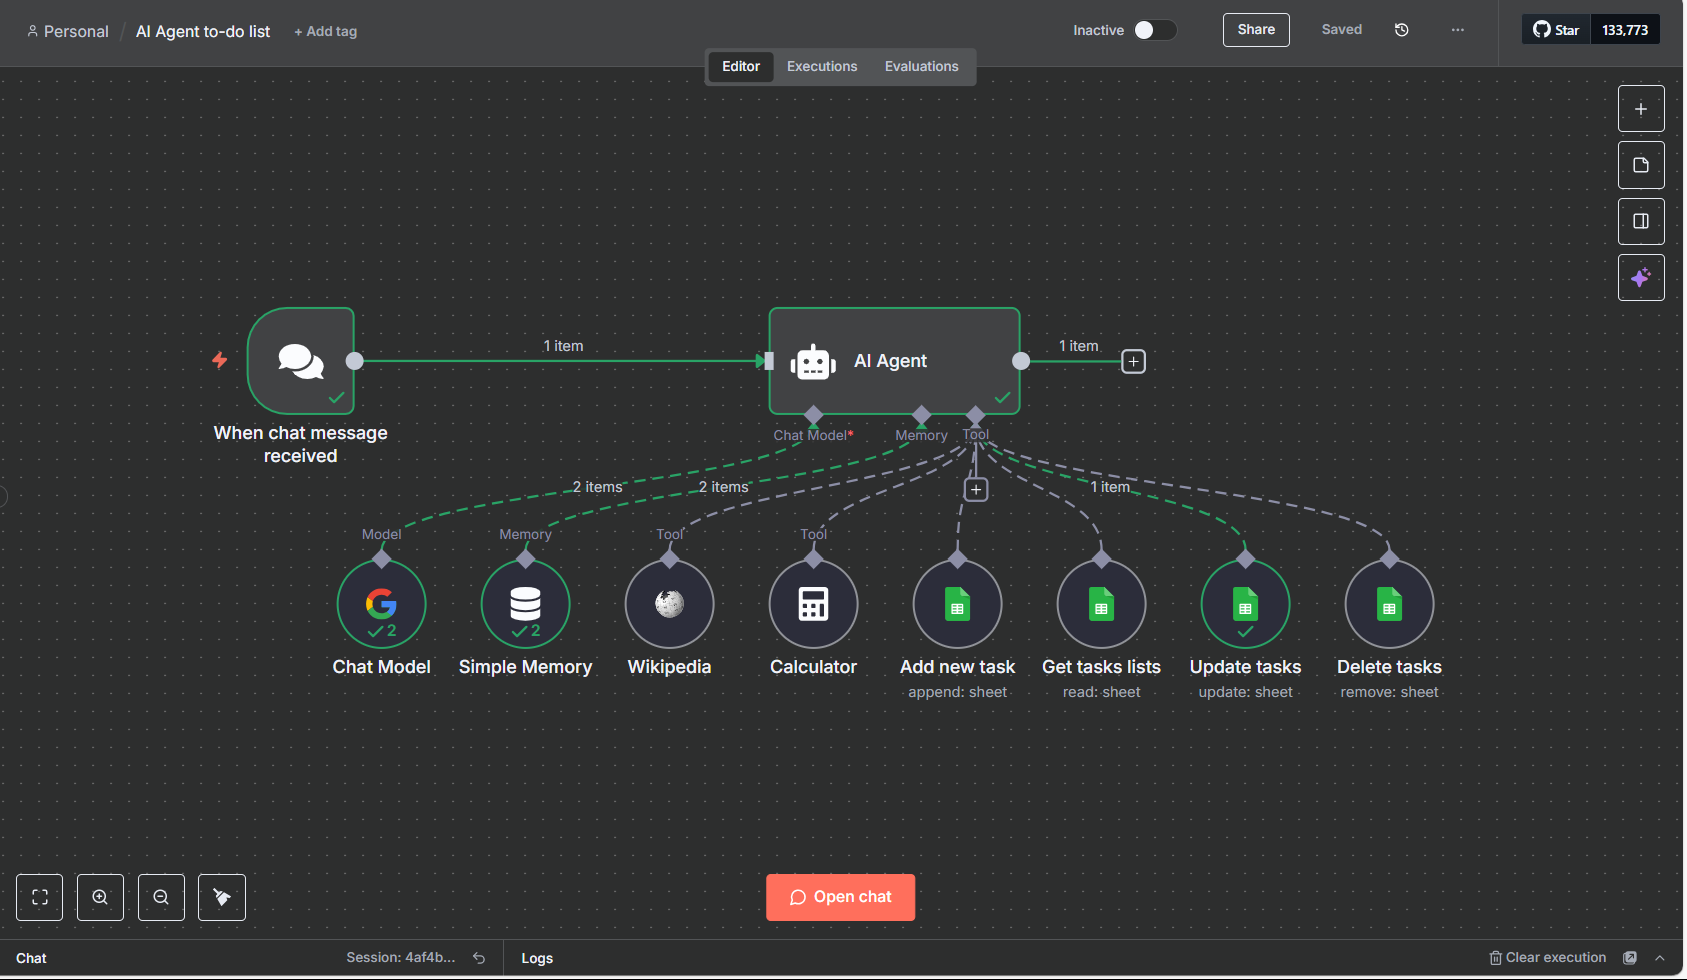 Personal / AI Agent to-do list + Add tag
Inactive
Share
Saved
...
Star 133,773
Editor Executions Evaluations
1 item
AI Agent
1 item
When chat message
received
Chat Model*
Memory
Tool
2 items
2 items
1 item
Model
Memory
Tool
Tool
2
2
Chat Model
Simple Memory
Wikipedia
Calculator
Add new task
append: sheet
Get tasks lists
read: sheet
Update tasks
update: sheet
Delete tasks
remove: sheet
Open chat
Chat
Session: 4af4b...
Logs
Clear execution